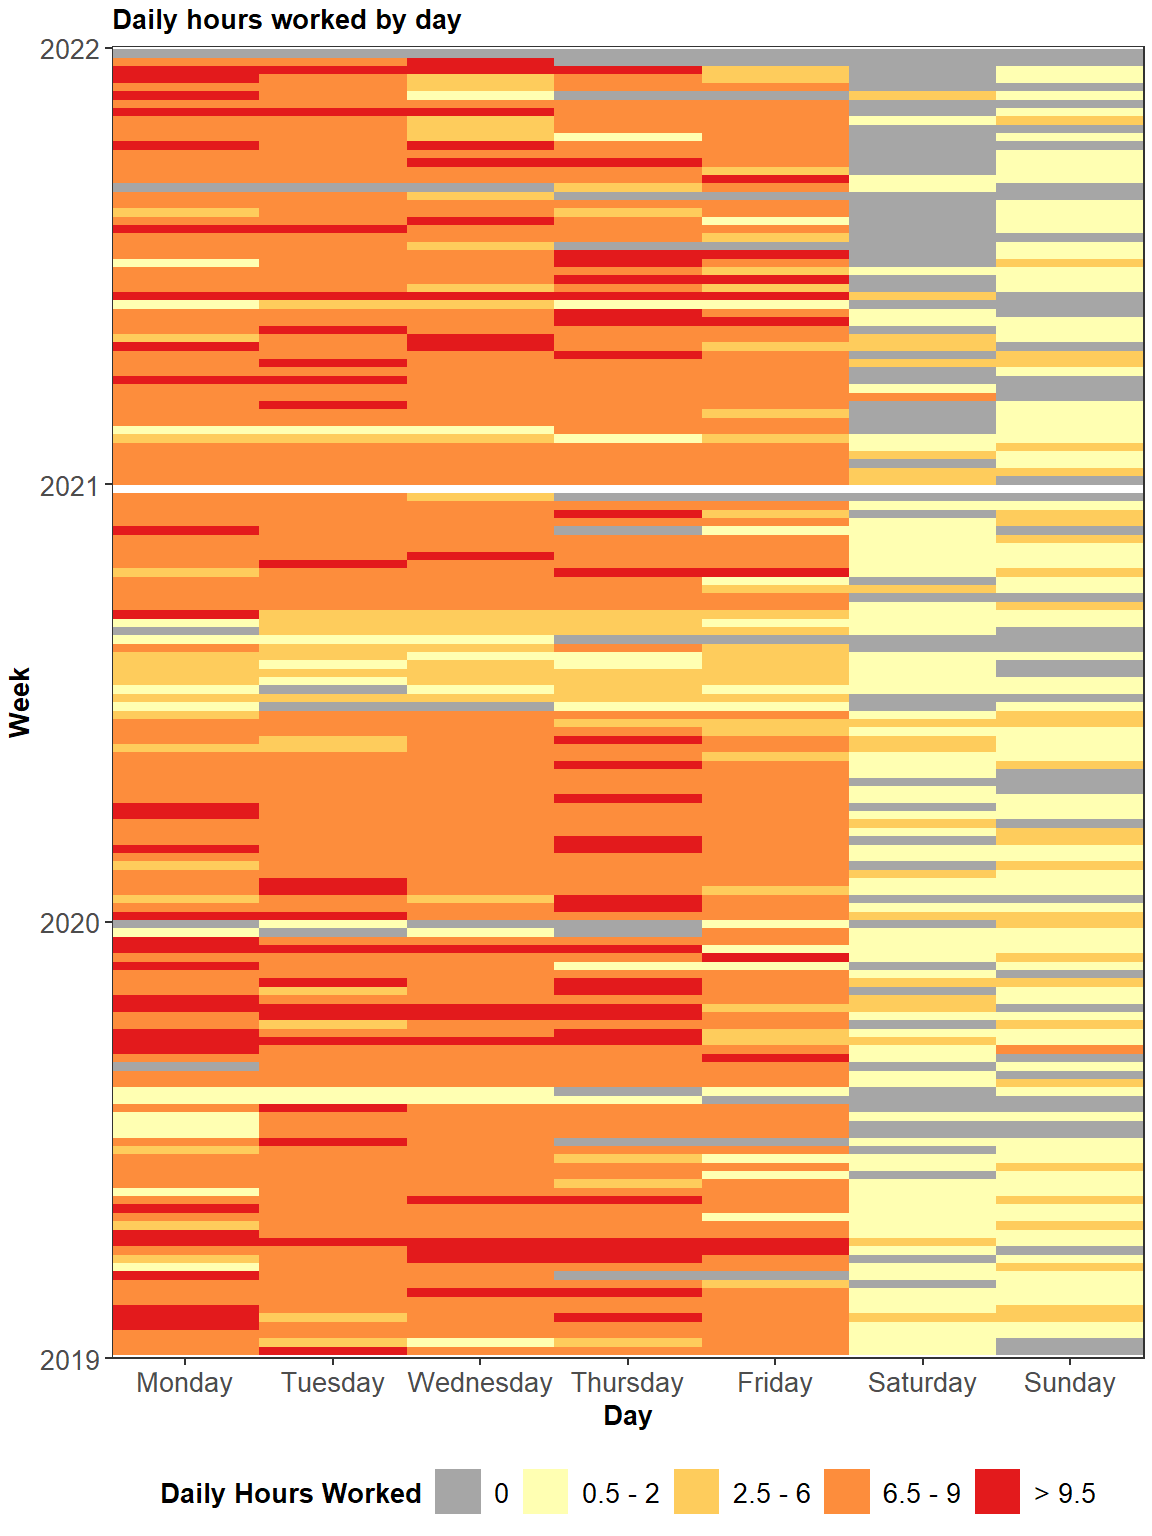 Daily hours worked by day
2022
2021
2020
2019
Week
Monday Tuesday Wednesday Thursday Friday Saturday Sunday
Day
Daily Hours Worked 0 0.5 - 2 2.5 - 6 6.5 - 9 > 9.5